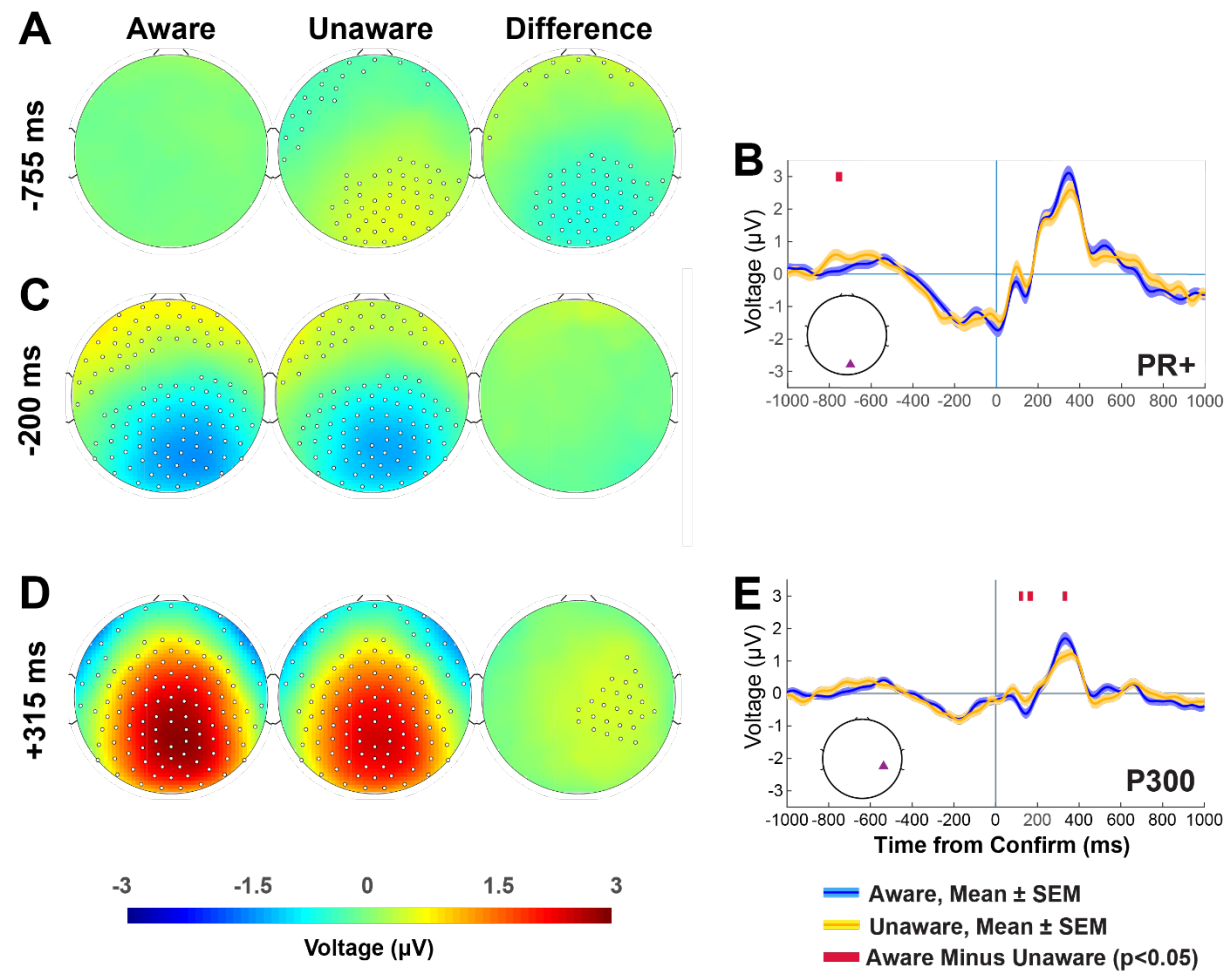 A
Aware
Unaware
Difference
-755 ms
B
Voltage (µV)
3
2
1
0
-1
-2
-3
PR+
-1000 -800 -600 -400 -200 0 200 400 600 800 1000
C
-200 ms
D
+315 ms
E
Voltage (µV)
3
2
1
0
-1
-2
-3
P300
-1000 -800 -600 -400 -200 0 200 400 600 800 1000
Time from Confirm (ms)
-3 -1.5 0 1.5 3
Voltage (µV)
Aware, Mean ± SEM
Unaware, Mean ± SEM
Aware Minus Unaware (p<0.05)